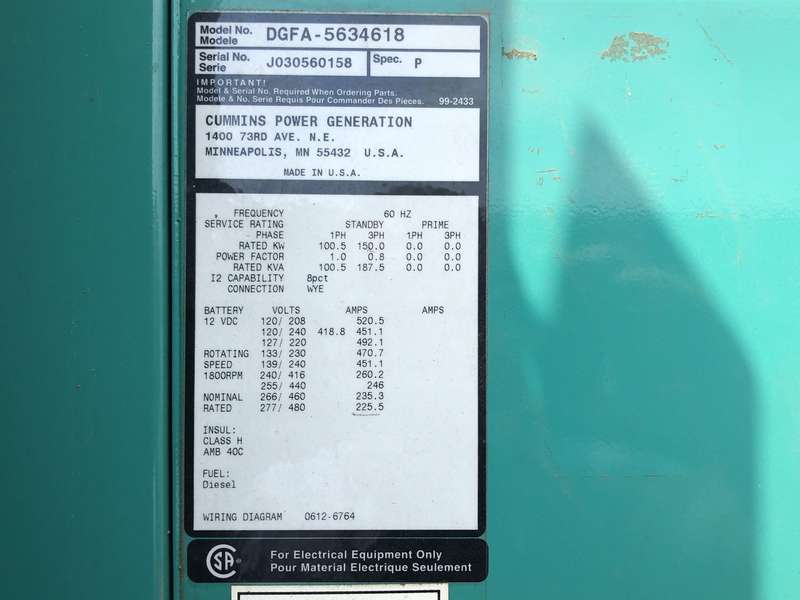 Model No. DGFA-5634618
Modele
Serial No. J030560158 Spec. P
Serie
IMPORTANT!
Model & Serial No. Required When Ordering Parts.
Modele & No. Serie Requis Pour Commander Des Pieces. 99-2433
CUMMINS POWER GENERATION
1400 73RD AVE. N.E.
MINNEAPOLIS, MN 55432 U.S.A.
MADE IN U.S.A.
FREQUENCY 60 HZ
SERVICE RATING STANDBY PRIME
PHASE 1PH 3PH 1PH 3PH
RATED KW 100.5 150.0 0.0 0.0
POWER FACTOR 1.0 0.8 0.0 0.0
RATED KVA 100.5 187.5 0.0 0.0
I2 CAPABILITY 8pct
CONNECTION WYE
BATTERY VOLTS AMPS AMPS
12 VDC 120/ 208 520.5
120/ 240 418.8 451.1
127/ 220 492.1
ROTATING 133/ 230 470.7
SPEED 139/ 240 451.1
1800RPM 240/ 416 260.2
255/ 440 246
NOMINAL 266/ 460 235.3
RATED 277/ 480 225.5
INSUL:
CLASS H
AMB 40C
FUEL:
Diesel
WIRING DIAGRAM 0612-6764
CSA ®
For Electrical Equipment Only
Pour Material Electrique Seulement